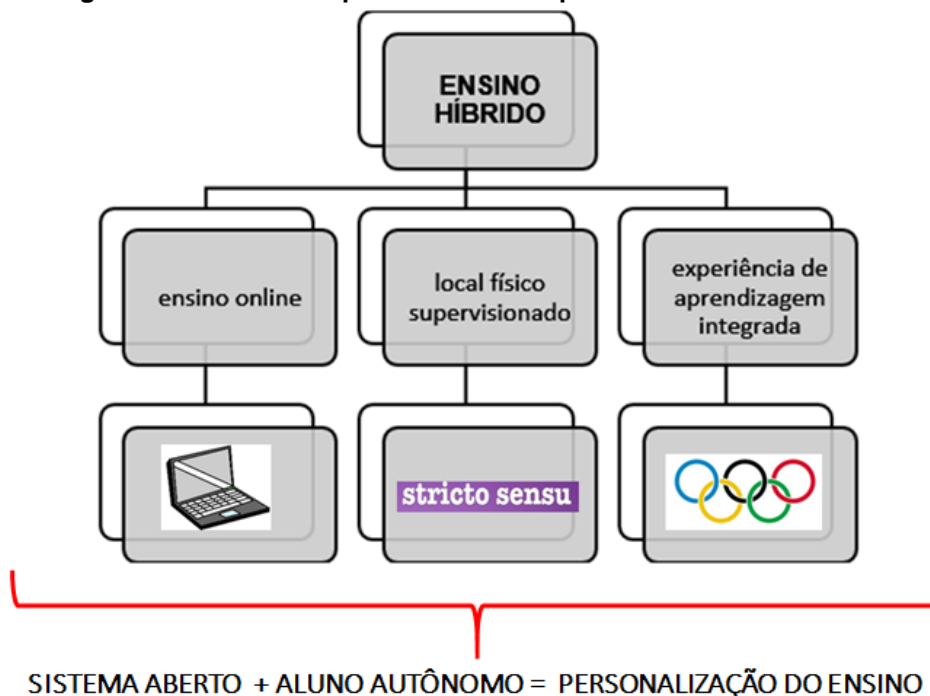 ENSINO
HÍBRIDO
ensino online
local físico
supervisionado
experiência de
aprendizagem
integrada
stricto sensu
SISTEMA ABERTO + ALUNO AUTÔNOMO = PERSONALIZAÇÃO DO ENSINO